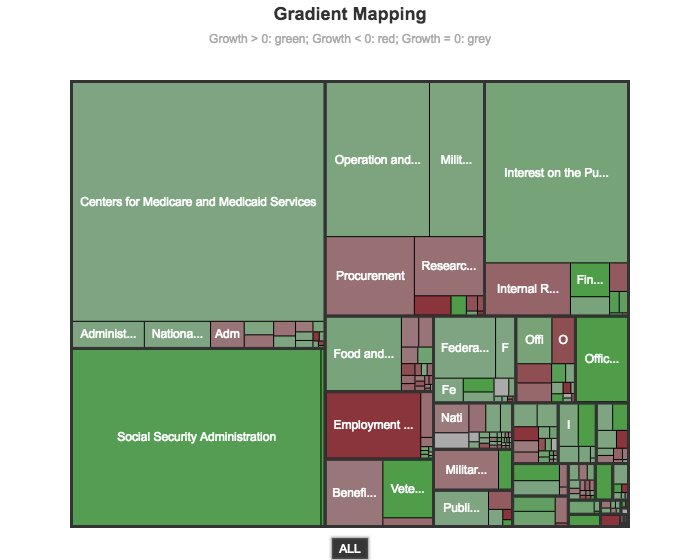 Gradient Mapping
Growth > 0: green; Growth < 0: red; Growth = 0: grey
Operation and...
Milit...
Interest on the Pu...
Centers for Medicare and Medicaid Services
Procurement
Researc...
Internal R...
Fin...
Administ...
Nationa...
Adm
Food and...
Federa...
F
Offi
O
Offic...
Fe
Social Security Administration
Employment ...
Nati
I
Militar...
Benefi...
Vete...
Publi...
ALL